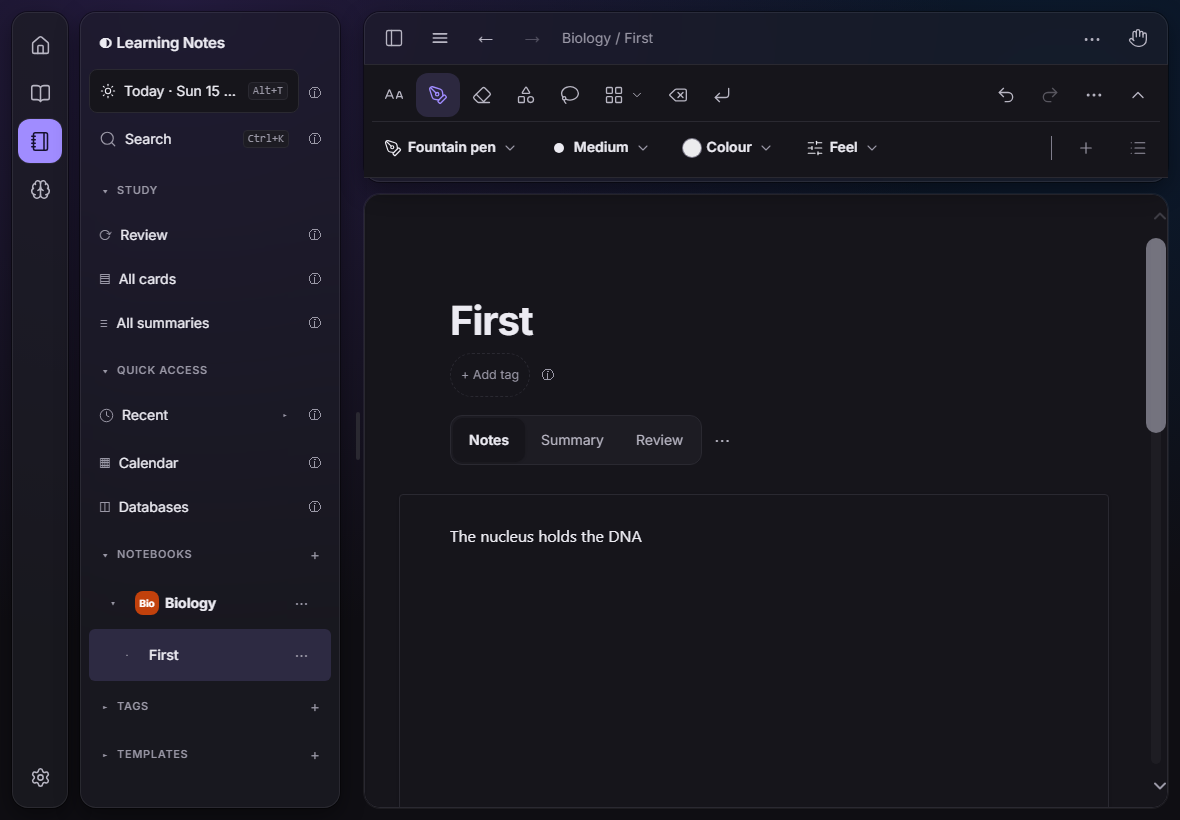 Learning Notes
Today · Sun 15 ... Alt+T
Search Ctrl+K
STUDY
Review
All cards
All summaries
QUICK ACCESS
Recent
Calendar
Databases
NOTEBOOKS
Bio Biology
First
TAGS
TEMPLATES
Biology / First
AA
Fountain pen Medium Colour Feel
First
+ Add tag
Notes Summary Review
The nucleus holds the DNA